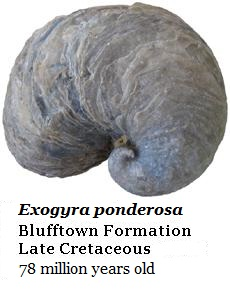 Exogyra ponderosa
Blufftown Formation
Late Cretaceous
78 million years old